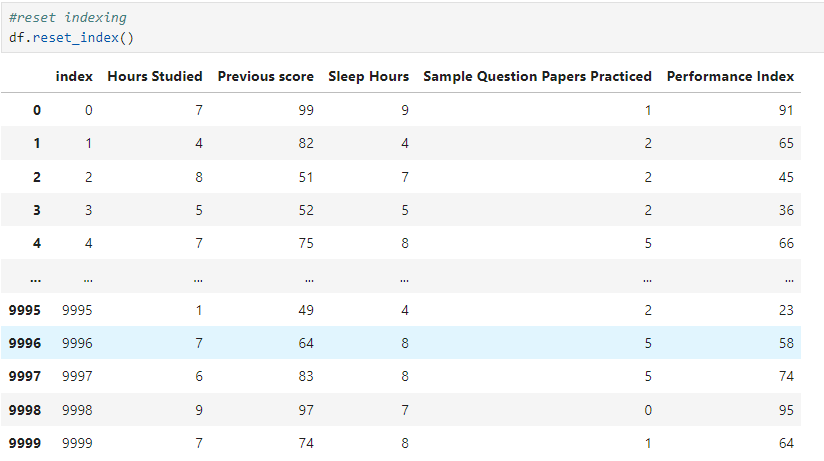 #reset indexing
df.reset_index()
index Hours Studied Previous score Sleep Hours Sample Question Papers Practiced Performance Index
0 0 7 99 9 1 91
1 1 4 82 4 2 65
2 2 8 51 7 2 45
3 3 5 52 5 2 36
4 4 7 75 8 5 66
... ... ... ... ... ... ...
9995 9995 1 49 4 2 23
9996 9996 7 64 8 5 58
9997 9997 6 83 8 5 74
9998 9998 9 97 7 0 95
9999 9999 7 74 8 1 64